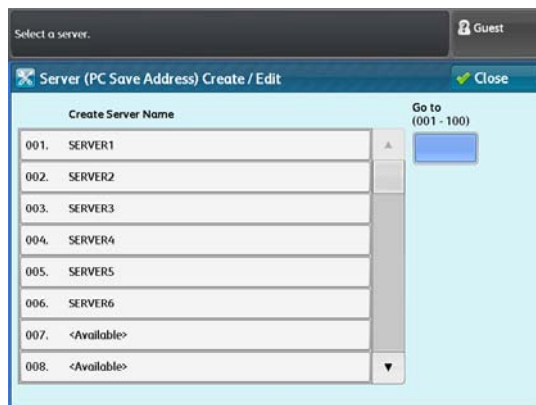 Select a server.
Guest
Server (PC Save Address) Create / Edit
Close
Create Server Name
Go to
(001 - 100)
001. SERVER1
002. SERVER2
003. SERVER3
004. SERVER4
005. SERVER5
006. SERVER6
007. <Available>
008. <Available>